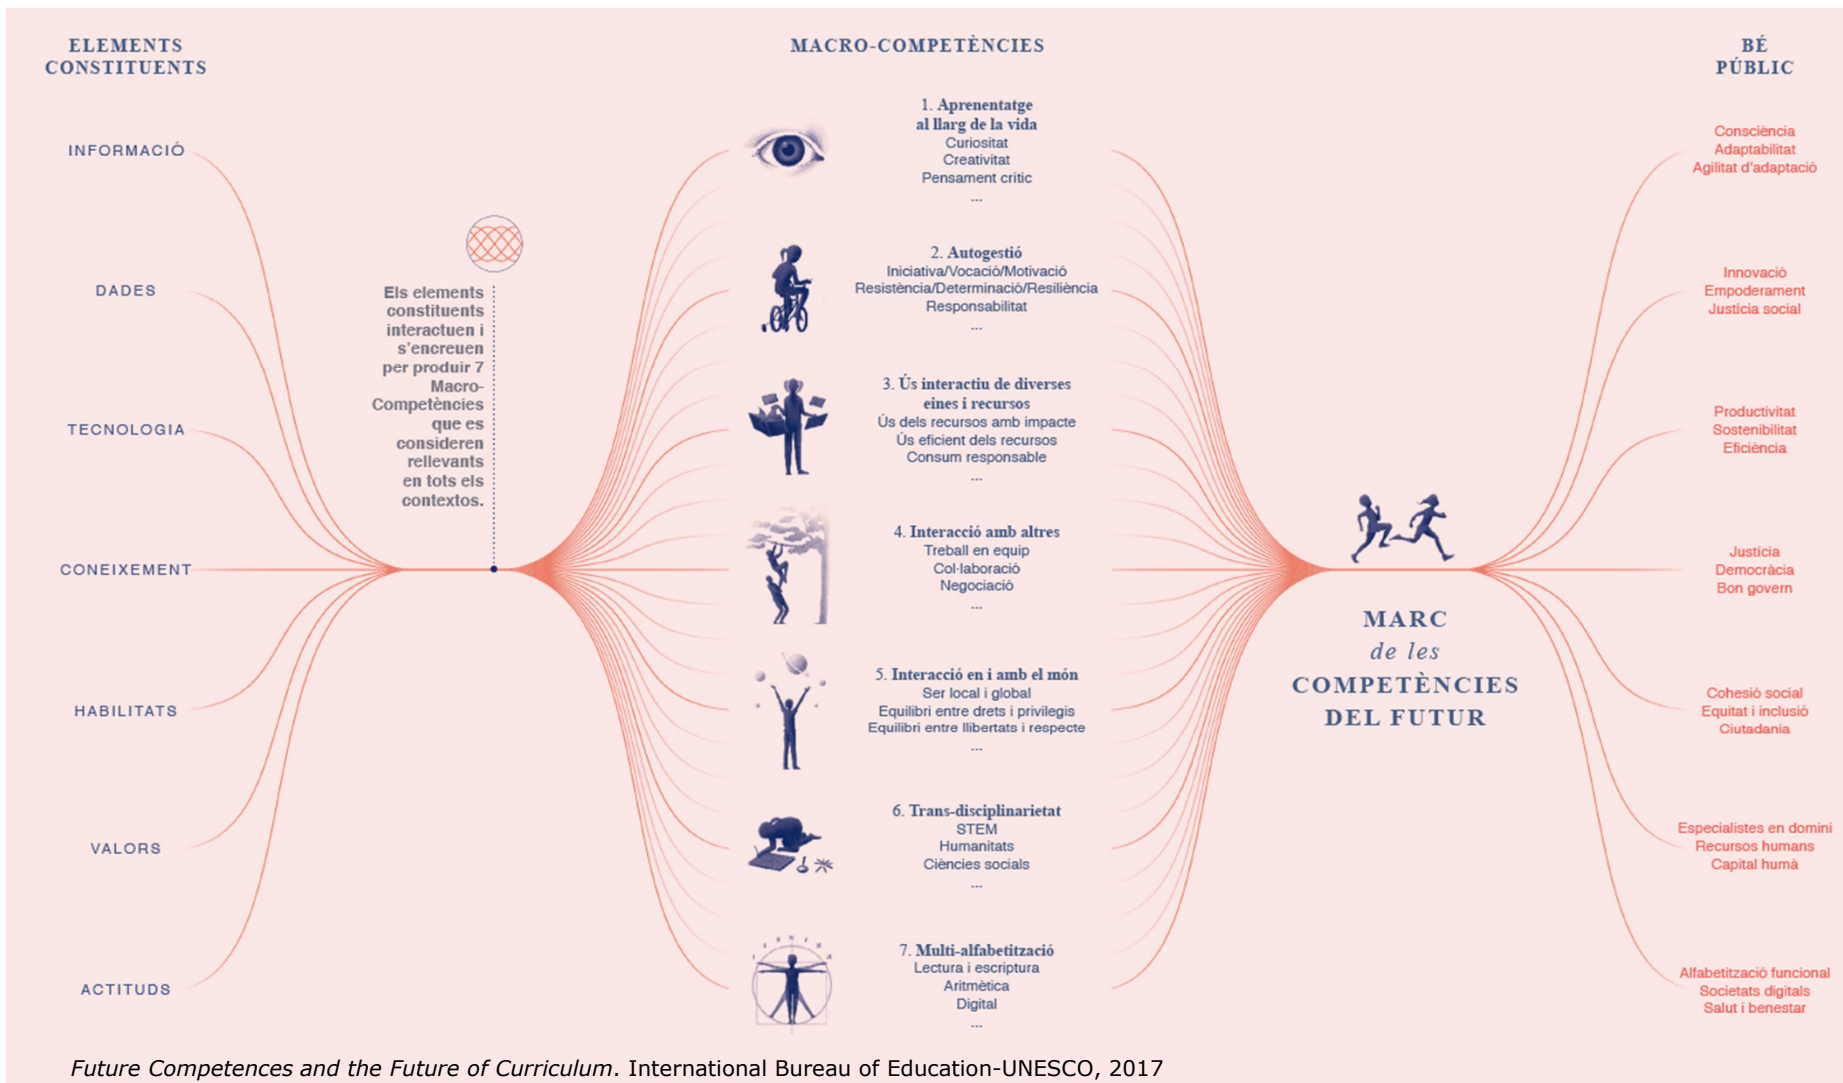 ELEMENTS
CONSTITUENTS
INFORMACIÓ
DADES
TECNOLOGIA
CONEIXEMENT
HABILITATS
VALORS
ACTITUDS
Els elements
constituents
interactuen i
s'encreuen
per produir 7
Macro-
Competències
que es
consideren
rellevants
en tots els
contextos.
MACRO-COMPETÈNCIES
1. Aprenentatge
al llarg de la vida
Curiositat
Creativitat
Pensament crític
...
2. Autogestió
Iniciativa/Vocació/Motivació
Resistència/Determinació/Resiliència
Responsabilitat
...
3. Ús interactiu de diverses
eines i recursos
Ús dels recursos amb impacte
Ús eficient dels recursos
Consum responsable
...
4. Interacció amb altres
Treball en equip
Col·laboració
Negociació
...
5. Interacció en i amb el món
Ser local i global
Equilibri entre drets i privilegis
Equilibri entre llibertats i respecte
...
6. Trans-disciplinarietat
STEM
Humanitats
Ciències socials
...
7. Multi-alfabetització
Lectura i escriptura
Aritmètica
Digital
...
MARC
de les
COMPETÈNCIES
DEL FUTUR
BÉ
PÚBLIC
Consciència
Adaptabilitat
Agilitat d'adaptació
Innovació
Empoderament
Justícia social
Productivitat
Sostenibilitat
Eficiència
Justícia
Democràcia
Bon govern
Cohesió social
Equitat i inclusió
Ciutadania
Especialistes en domini
Recursos humans
Capital humà
Alfabetització funcional
Societats digitals
Salut i benestar
Future Competences and the Future of Curriculum. International Bureau of Education-UNESCO, 2017